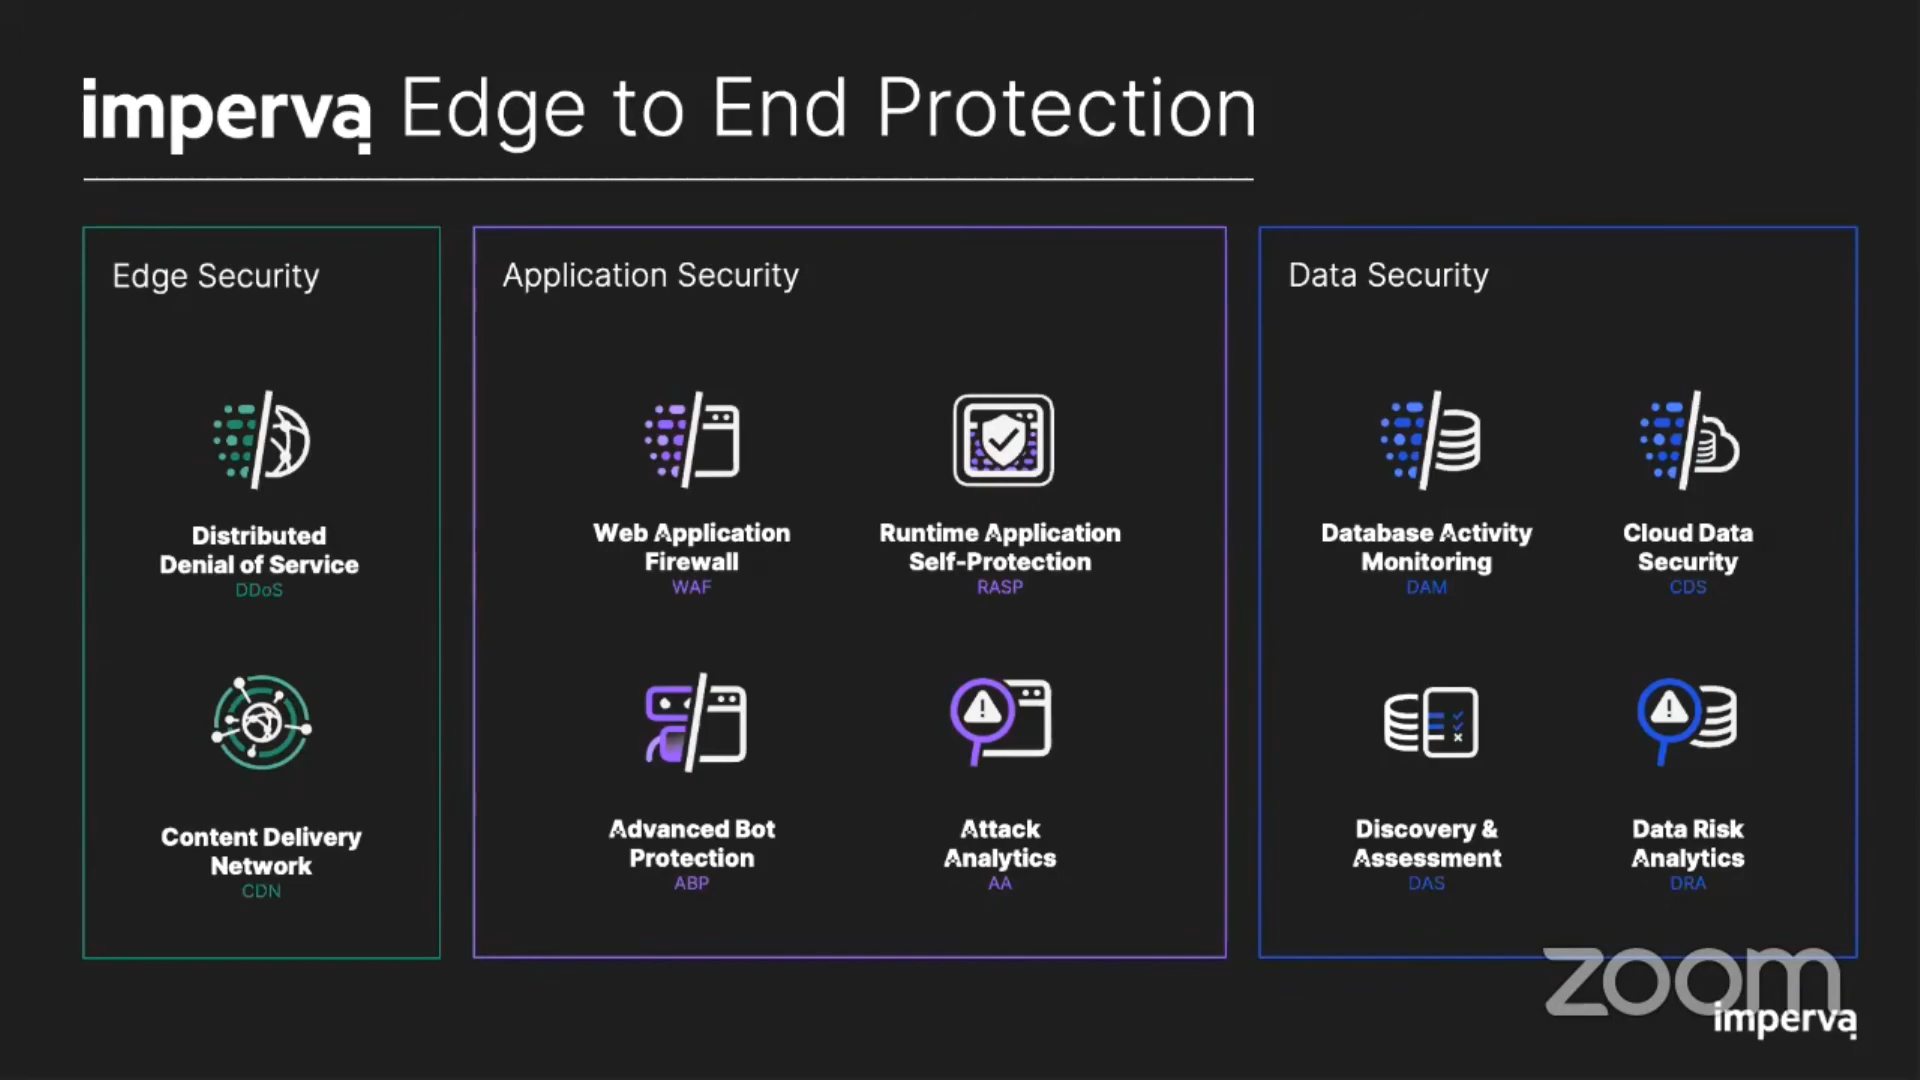 imperva Edge to End Protection
Edge Security
Distributed
Denial of Service
DDoS
Content Delivery
Network
CDN
Application Security
Web Application
Firewall
WAF
Runtime Application
Self-Protection
RASP
Advanced Bot
Protection
ABP
Attack
Analytics
AA
Data Security
Database Activity
Monitoring
DAM
Cloud Data
Security
CDS
Discovery &
Assessment
DAS
Data Risk
Analytics
DRA
zoom
imperva